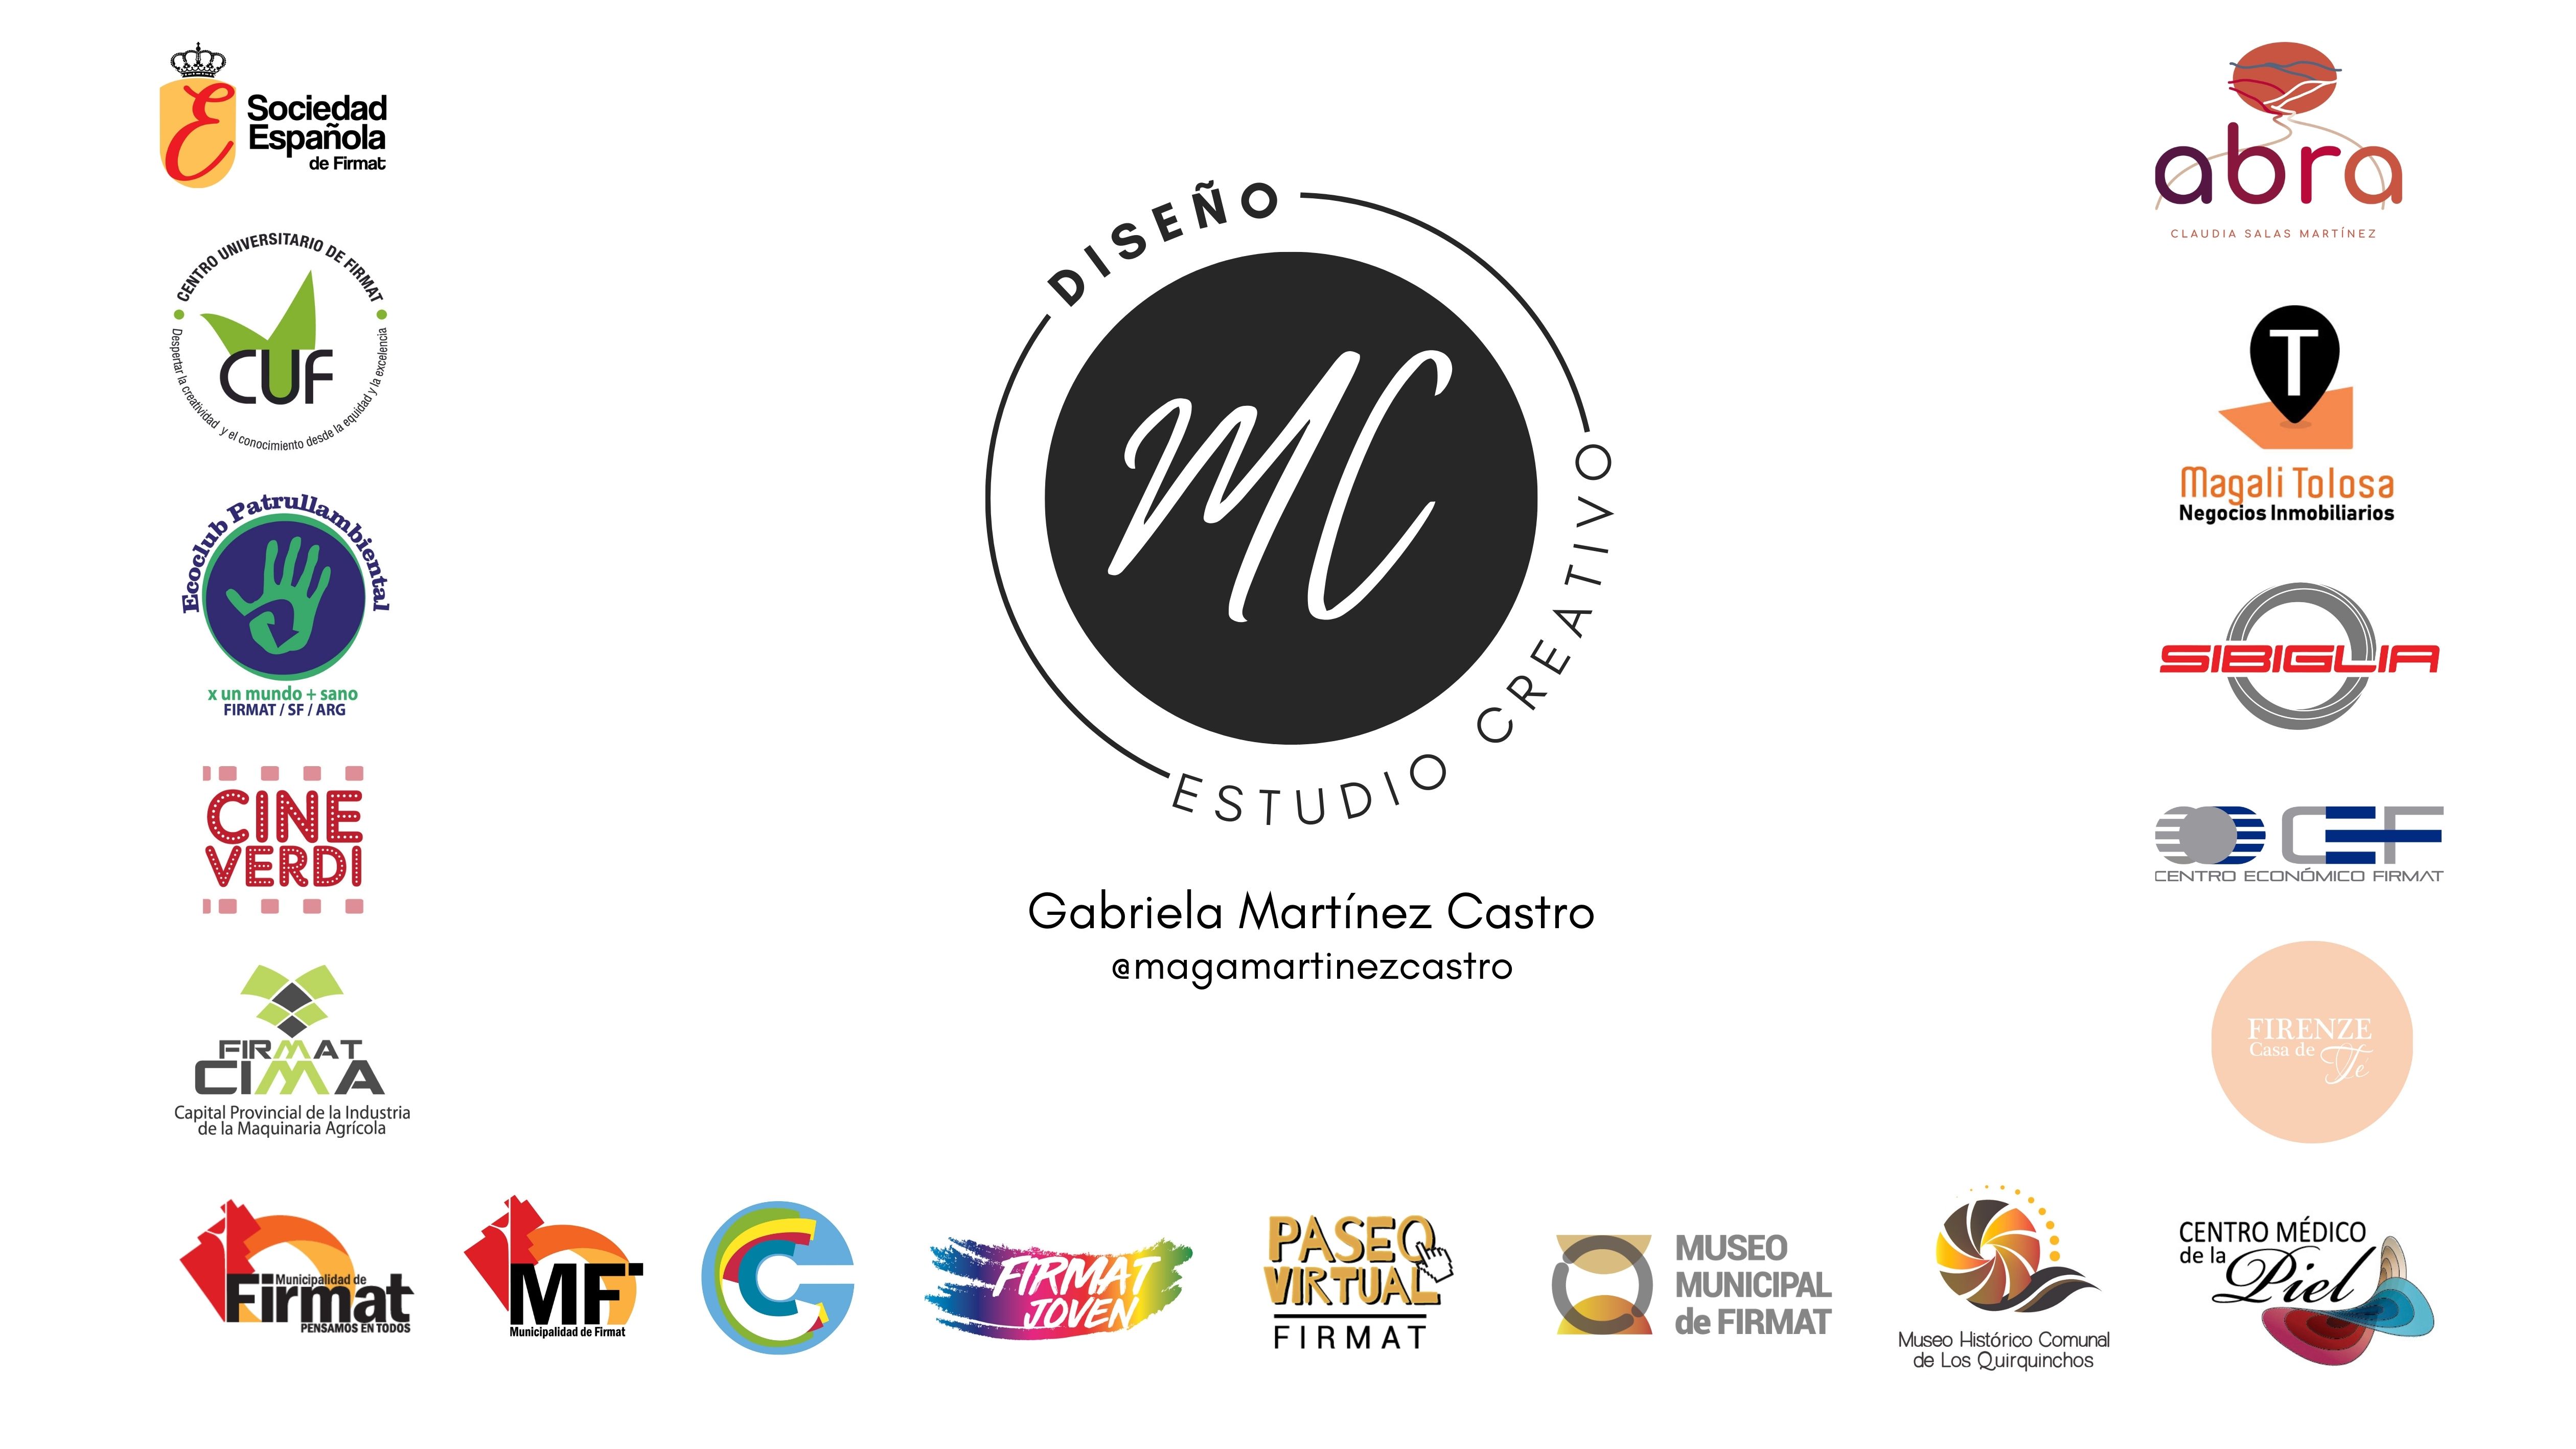 Sociedad
Española
de Firmat
CENTRO UNIVERSITARIO DE FIRMAT
CUF
Despertar la creatividad y el conocimiento desde la equidad y la excelencia
Ecoclub Patrullambiental
x un mundo + sano
FIRMAT / SF / ARG
CINE
VERDI
FIRMAT
CIMA
Capital Provincial de la Industria
de la Maquinaria Agrícola
DISEÑO
MC
ESTUDIO CREATIVO
Gabriela Martínez Castro
@magamartinezcastro
abra
CLAUDIA SALAS MARTÍNEZ
T
Magali Tolosa
Negocios Inmobiliarios
SIBIGLIA
CEF
CENTRO ECONÓMICO FIRMAT
FIRENZE
Casa de Té
Municipalidad de
Firmat
PENSAMOS EN TODOS
MF
Municipalidad de Firmat
C
FIRMAT
JOVEN
PASEO
VIRTUAL
FIRMAT
MUSEO
MUNICIPAL
de FIRMAT
Museo Histórico Comunal
de Los Quirquinchos
CENTRO MÉDICO
de la
Piel